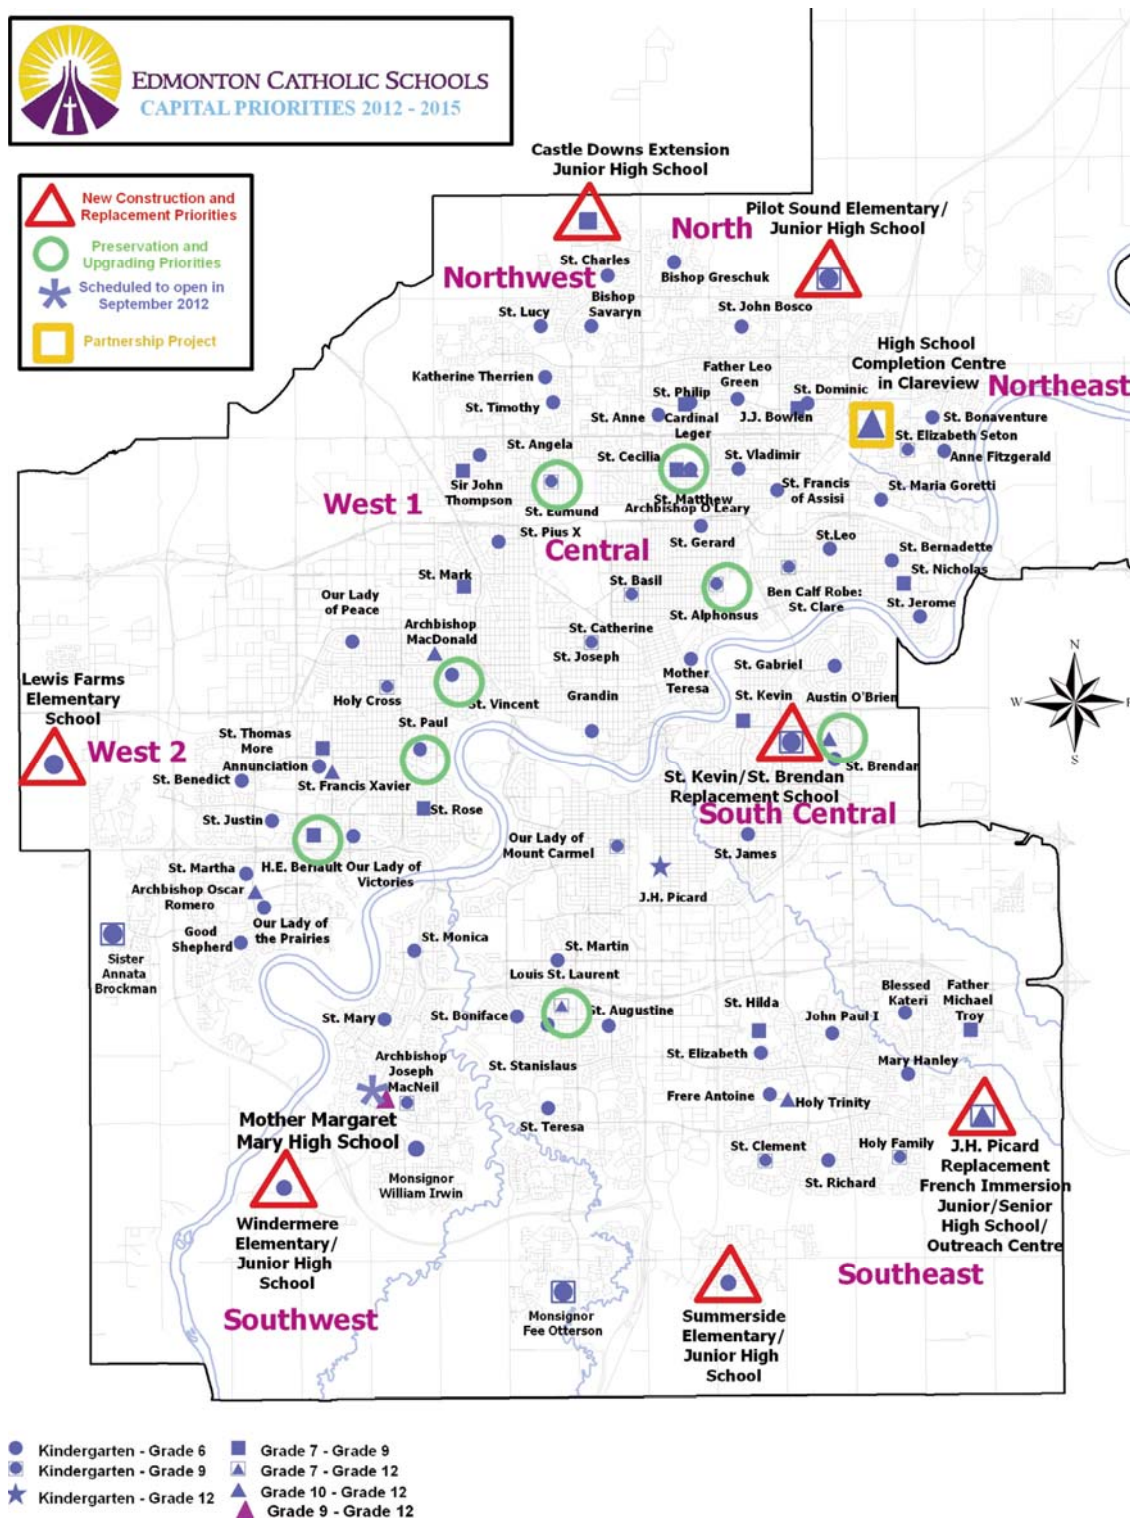 EDMONTON CATHOLIC SCHOOLS
CAPITAL PRIORITIES 2012 - 2015
New Construction and
Replacement Priorities
Preservation and
Upgrading Priorities
Scheduled to open in
September 2012
Partnership Project
Castle Downs Extension
Junior High School
North
Pilot Sound Elementary/
Junior High School
Northwest
St. Charles
Bishop Greschuk
Bishop
Savaryn
St. Lucy
St. John Bosco
High School
Completion Centre
in Clareview
Northeast
Katherine Therrien
Father Leo
Green
St. Timothy
St. Philip
St. Dominic
St. Anne
Cardinal
Leger
J.J. Bowlen
St. Bonaventure
St. Elizabeth Seton
Anne Fitzgerald
St. Angela
St. Cecilia
St. Vladimir
Sir John
Thompson
St. Matthew
St. Francis
of Assisi
St. Maria Goretti
West 1
St. Edmund
Archbishop O'Leary
St. Pius X
Central
St. Gerard
St.Leo
St. Bernadette
St. Nicholas
St. Mark
St. Basil
St. Alphonsus
Ben Calf Robe:
St. Clare
St. Jerome
Our Lady
of Peace
Archbishop
MacDonald
St. Catherine
St. Joseph
Mother
Teresa
St. Gabriel
N
W
E
S
Lewis Farms
Elementary
School
Holy Cross
St. Vincent
Grandin
St. Kevin
Austin O'Brien
West 2
St. Thomas
More
St. Paul
Annunciation
St. Benedict
St. Francis Xavier
St. Brendan
St. Kevin/St. Brendan
Replacement School
South Central
St. Justin
St. Rose
Our Lady of
Mount Carmel
St. James
St. Martha
H.E. Beriault
Our Lady of
Victories
Archbishop Oscar
Romero
J.H. Picard
Good
Shepherd
Our Lady of
the Prairies
Sister
Annata
Brockman
St. Monica
St. Martin
Louis St. Laurent
St. Mary
St. Boniface
St. Augustine
St. Hilda
John Paul I
Blessed
Kateri
Father
Michael
Troy
St. Stanislaus
St. Elizabeth
Mary Hanley
Archbishop
Joseph
MacNeil
Frere Antoine
Holy Trinity
Mother Margaret
Mary High School
St. Teresa
St. Clement
Holy Family
St. Richard
J.H. Picard
Replacement
French Immersion
Junior/Senior
High School/
Outreach Centre
Monsignor
William Irwin
Windermere
Elementary/
Junior High
School
Southeast
Southwest
Monsignor
Fee Otterson
Summerside
Elementary/
Junior High
School
Kindergarten - Grade 6
Grade 7 - Grade 9
Kindergarten - Grade 9
Grade 7 - Grade 12
Kindergarten - Grade 12
Grade 10 - Grade 12
Grade 9 - Grade 12